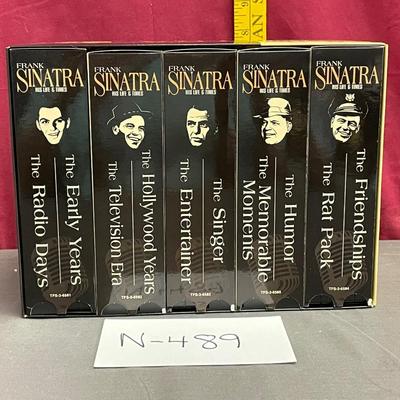 FRANK
SINATRA
HIS LIFE & TIMES
The Early Years
The Radio Days
FRANK
SINATRA
HIS LIFE & TIMES
The Hollywood Years
The Television Era
FRANK
SINATRA
HIS LIFE & TIMES
The Singer
The Entertainer
FRANK
SINATRA
HIS LIFE & TIMES
The Humor
The Memorable
Moments
FRANK
SINATRA
HIS LIFE & TIMES
The Friendships
The Rat Pack
N-489